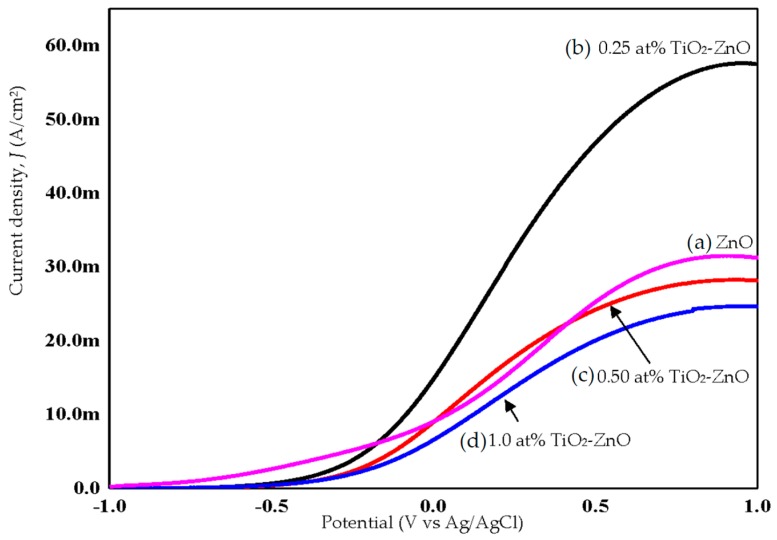 60.0m
(b) 0.25 at% TiO₂-ZnO
50.0m
Current density, J (A/cm²)
40.0m
(a) ZnO
30.0m
20.0m
(c) 0.50 at% TiO₂-ZnO
10.0m
(d) 1.0 at% TiO₂-ZnO
0.0
-1.0 -0.5 0.0 0.5 1.0
Potential (V vs Ag/AgCl)